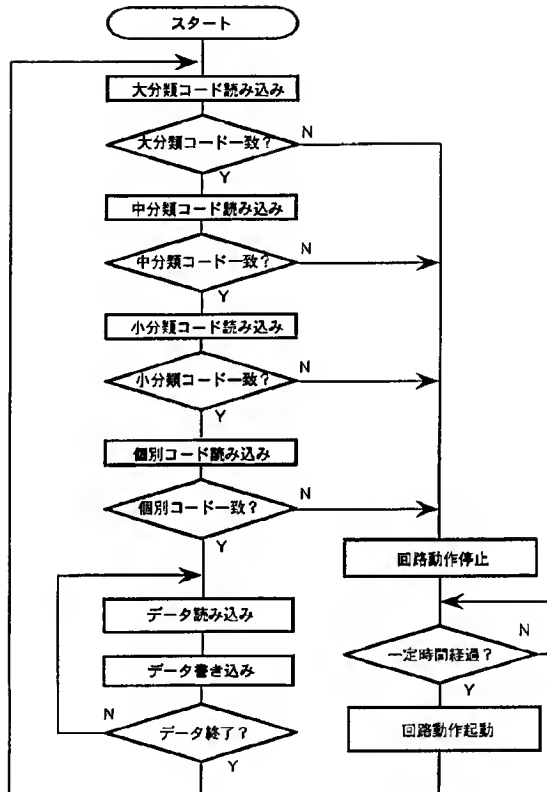 スタート
大分類コード読み込み
大分類コード一致?
N
Y
中分類コード読み込み
中分類コード一致?
N
Y
小分類コード読み込み
小分類コード一致?
N
Y
個別コード読み込み
個別コード一致?
N
Y
データ読み込み
データ書き込み
データ終了?
N
Y
回路動作停止
一定時間経過?
N
Y
回路動作起動